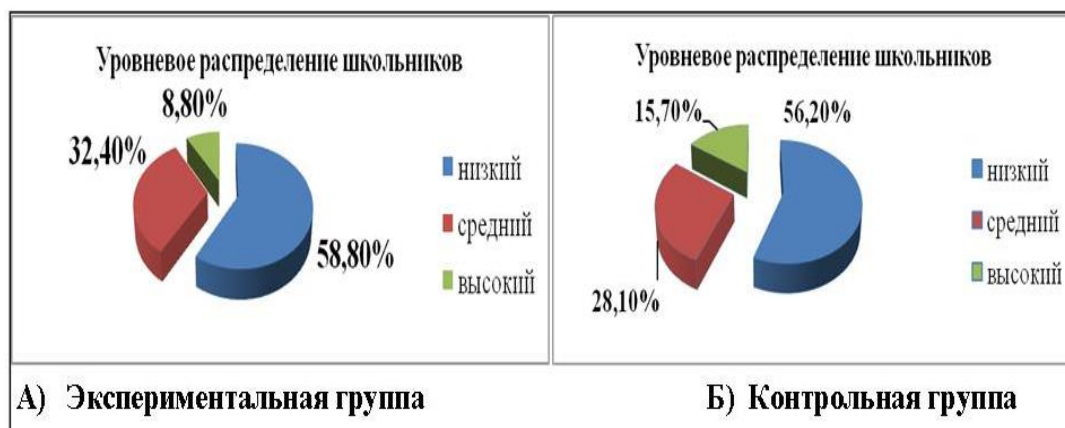 Уровневое распределение школьников
8,80%
32,40%
58,80%
низкий
средний
высокий
Уровневое распределение школьников
15,70%
56,20%
28,10%
низкий
средний
высокий
А) Экспериментальная группа
Б) Контрольная группа